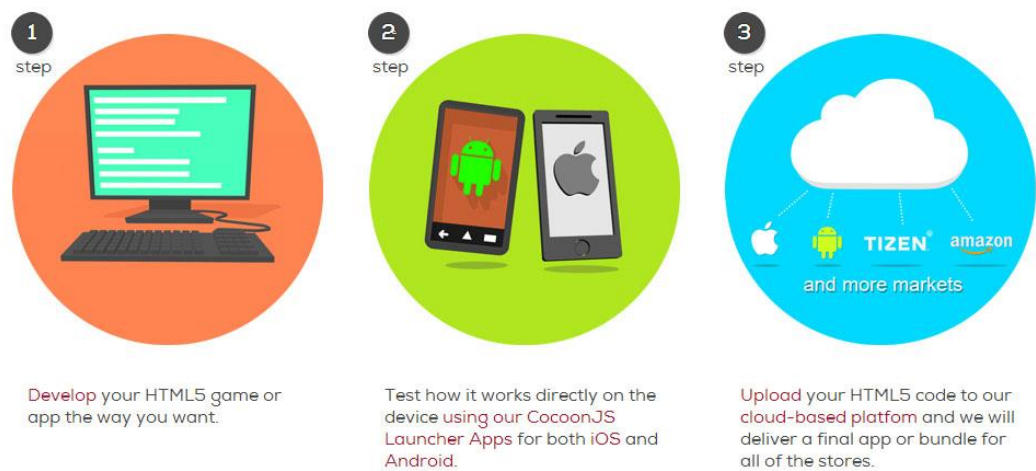 1
step
2
step
3
step
TIZEN®
amazon
and more markets
Develop your HTML5 game or
app the way you want.
Test how it works directly on the
device using our CocoonJS
Launcher Apps for both iOS and
Android.
Upload your HTML5 code to our
cloud-based platfom and we will
deliver a final app or bundle for
all of the stores.